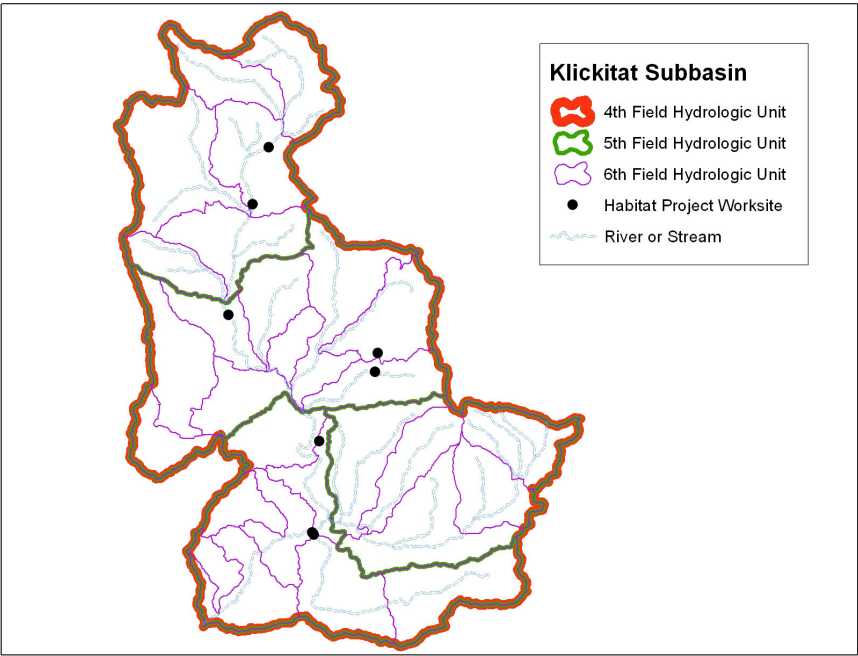 Klickitat Subbasin
4th Field Hydrologic Unit
5th Field Hydrologic Unit
6th Field Hydrologic Unit
Habitat Project Worksite
River or Stream